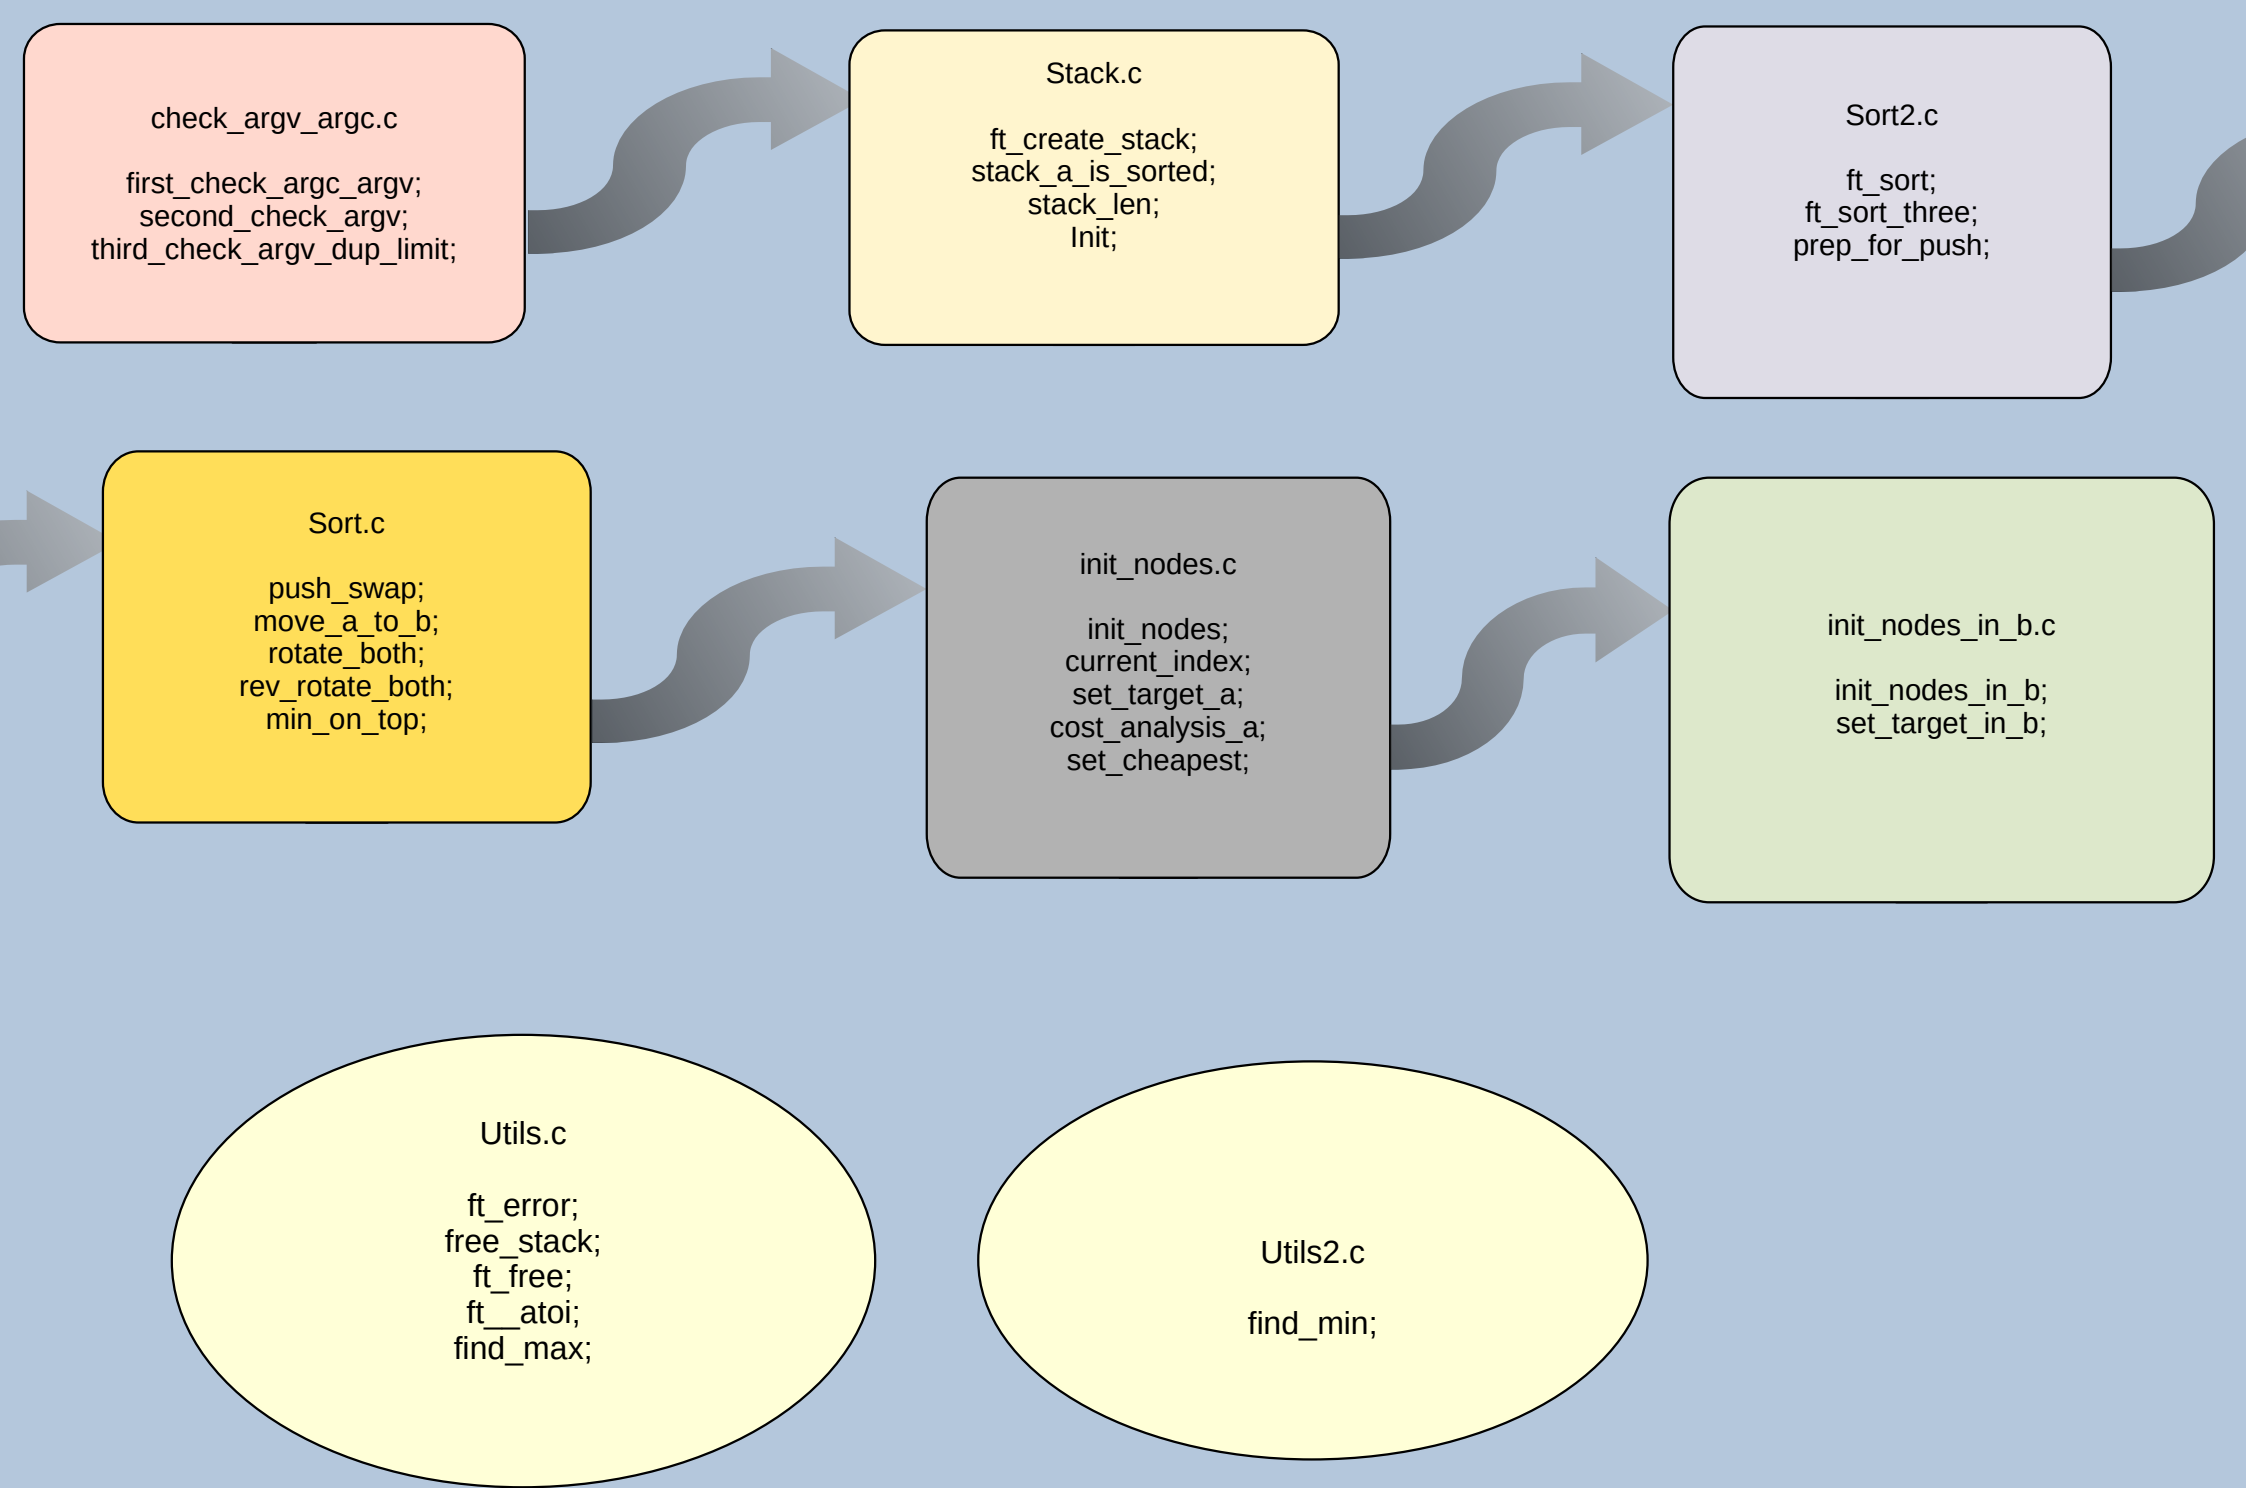 check_argv_argc.c
first_check_argc_argv;
second_check_argv;
third_check_argv_dup_limit;
Stack.c
ft_create_stack;
stack_a_is_sorted;
stack_len;
Init;
Sort2.c
ft_sort;
ft_sort_three;
prep_for_push;
Sort.c
push_swap;
move_a_to_b;
rotate_both;
rev_rotate_both;
min_on_top;
init_nodes.c
init_nodes;
current_index;
set_target_a;
cost_analysis_a;
set_cheapest;
init_nodes_in_b.c
init_nodes_in_b;
set_target_in_b;
Utils.c
ft_error;
free_stack;
ft_free;
ft__atoi;
find_max;
Utils2.c
find_min;